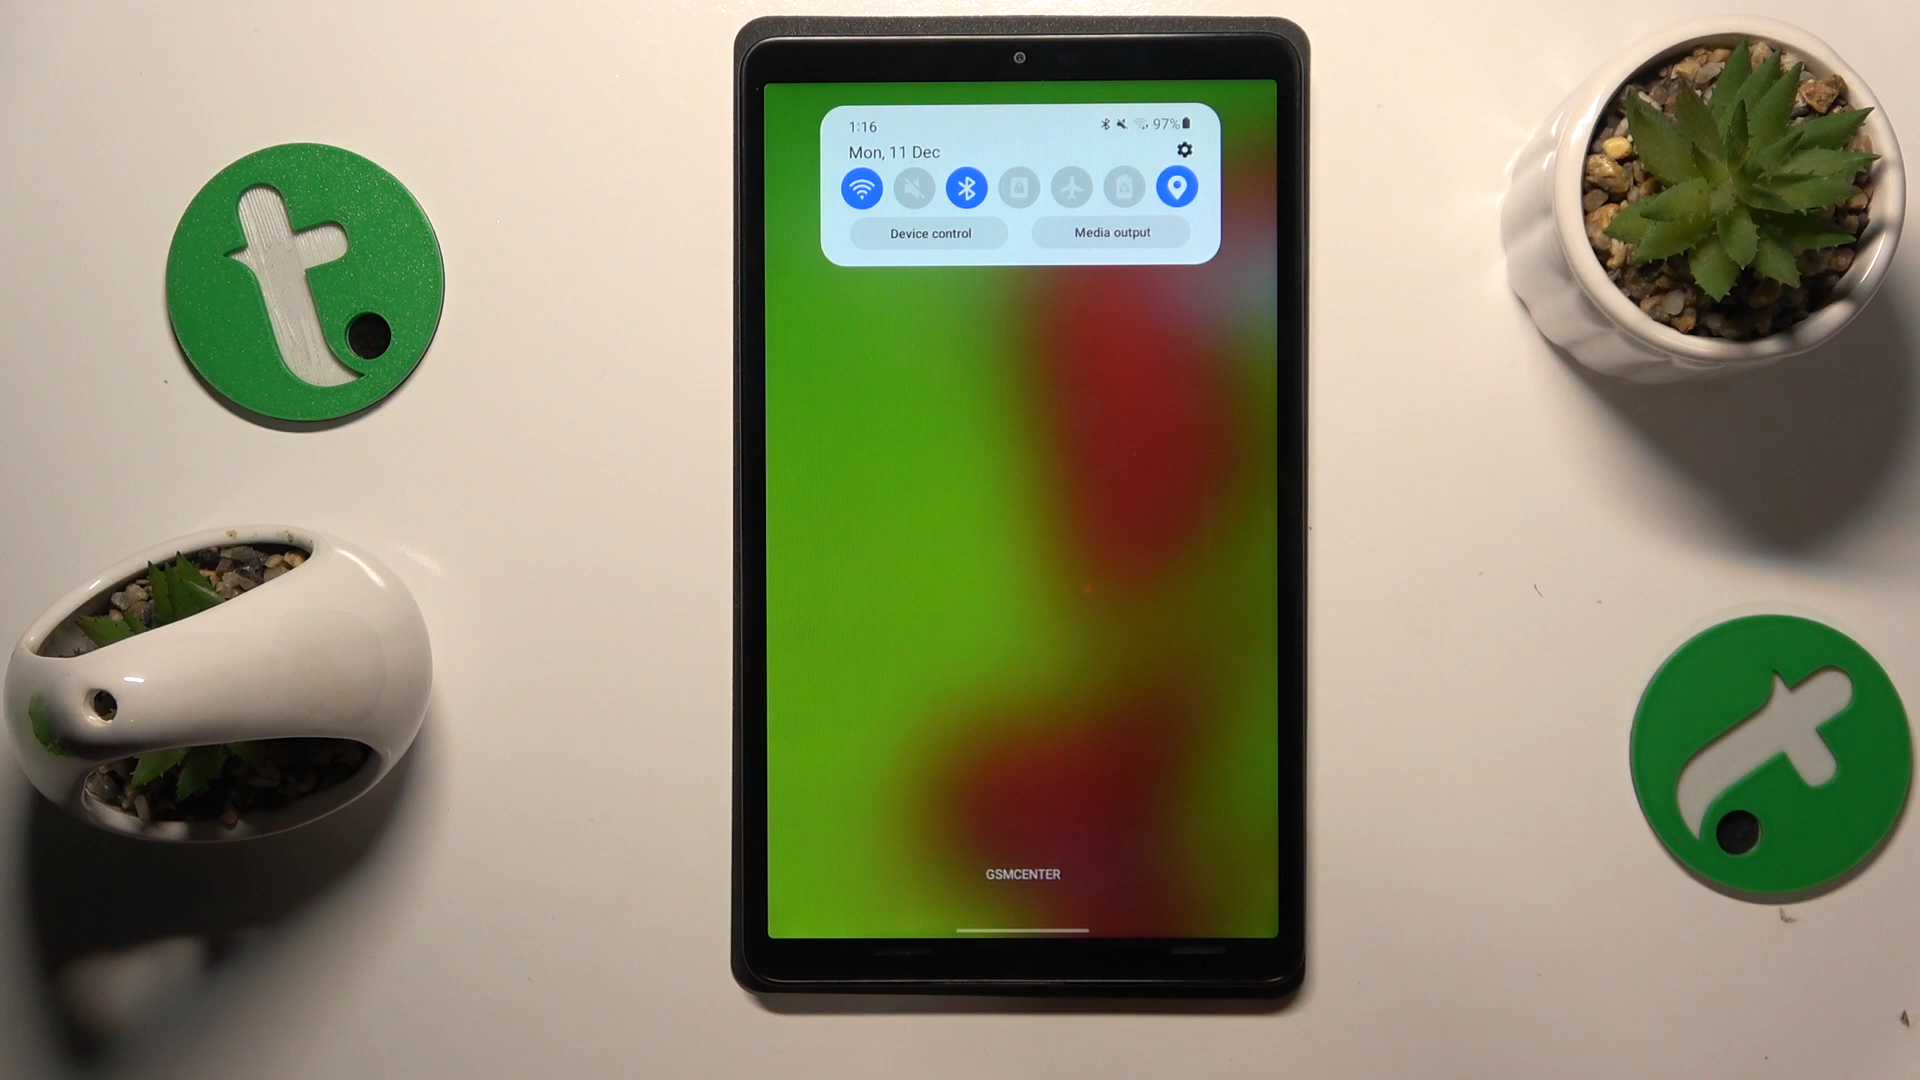 1:16
97%
Mon, 11 Dec
Device control
Media output
GSMCENTER
t.
t.